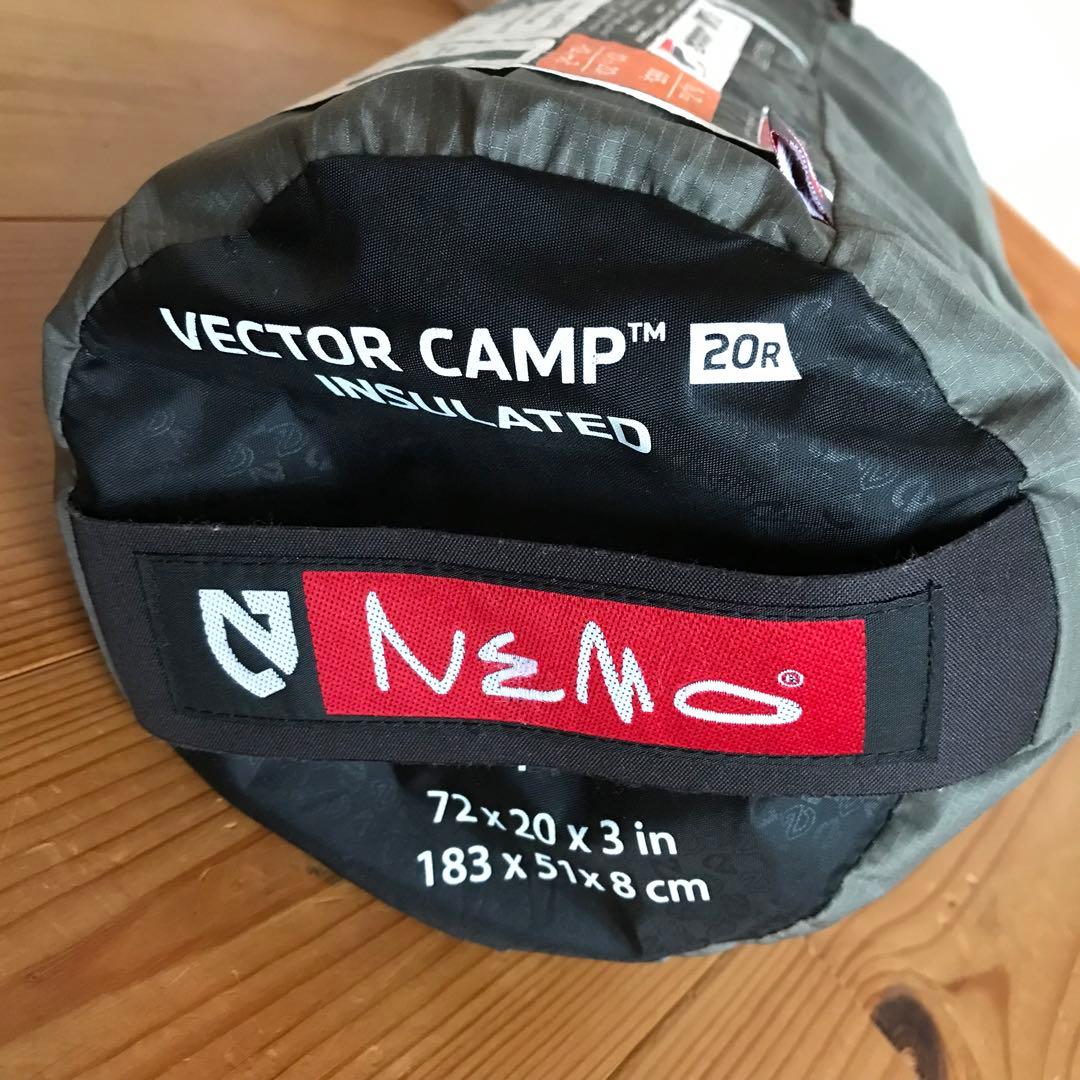 VECTOR CAMP™ 20R
INSULATED
NEMO®
72 x 20 x 3 in
183 x 51 x 8 cm